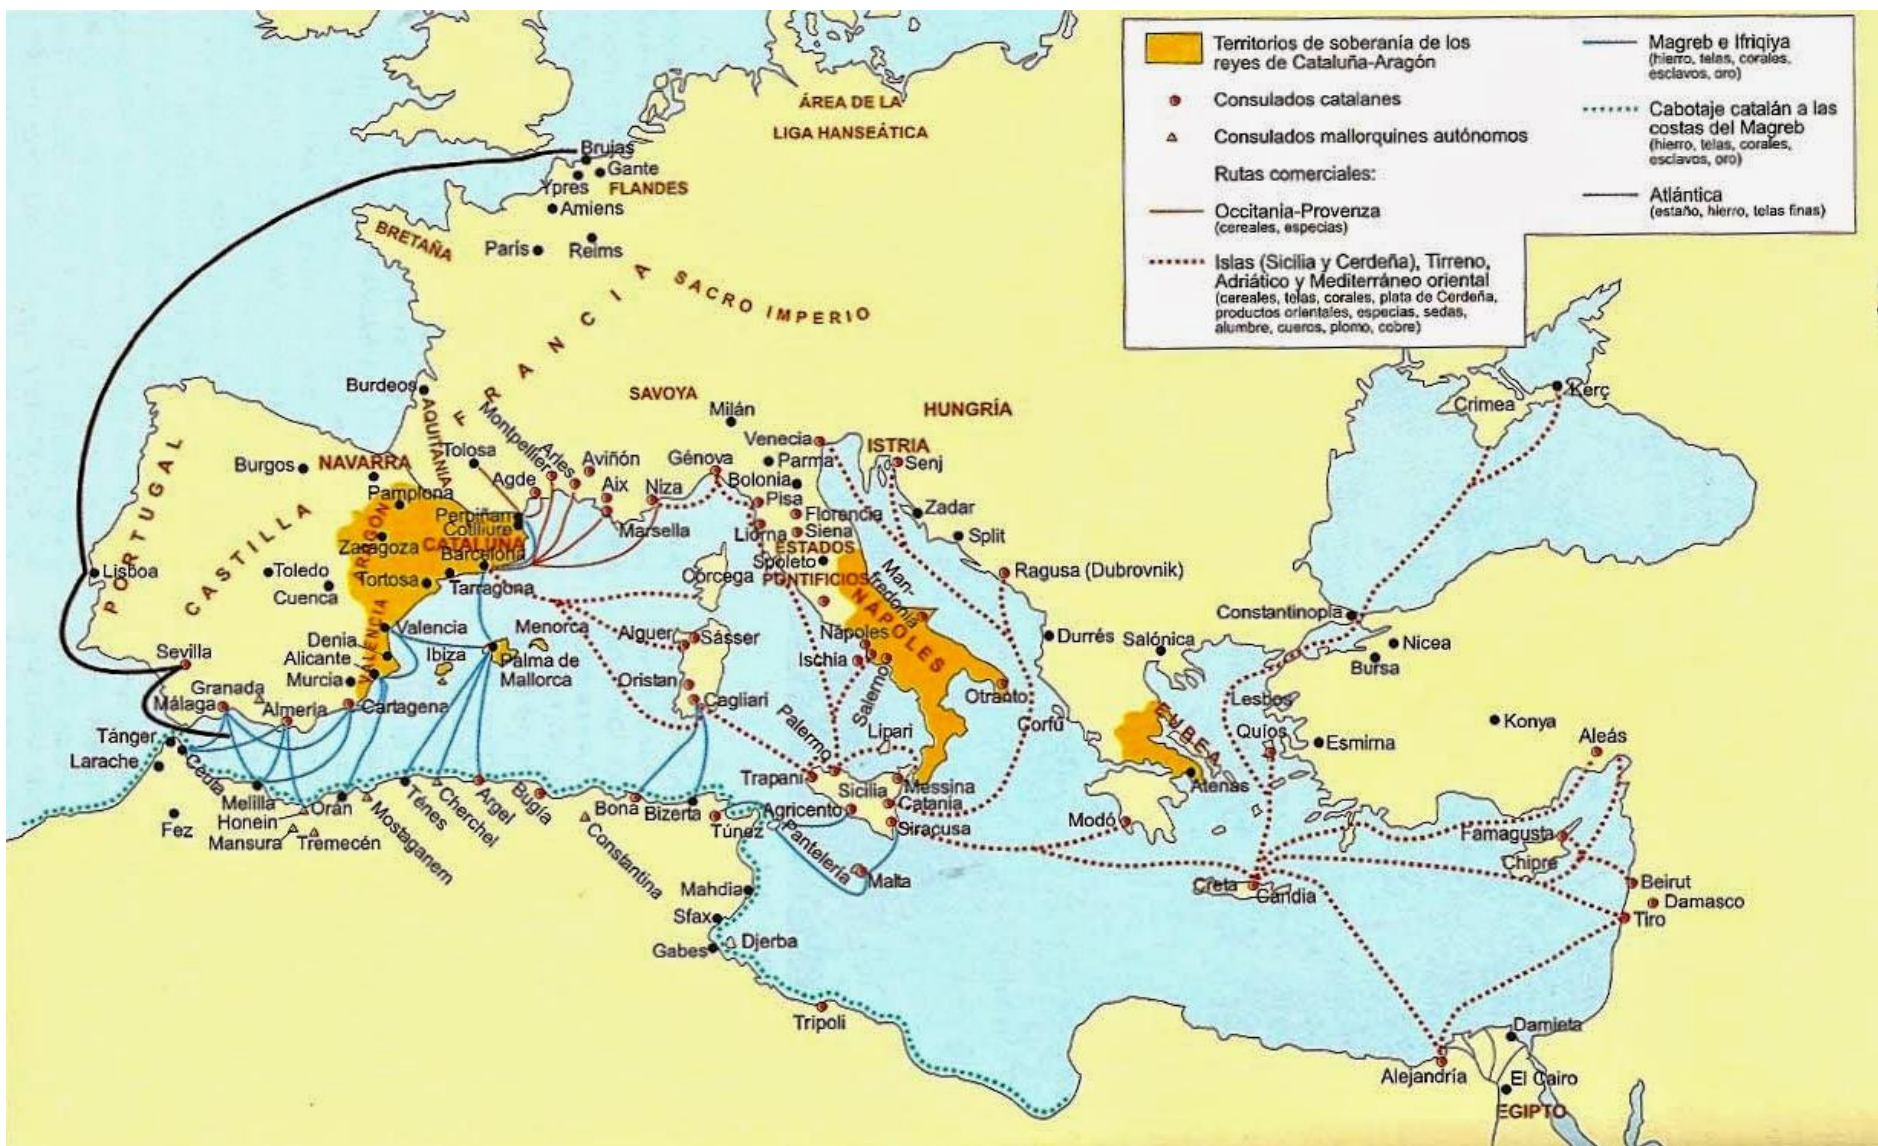 Territorios de soberanía de los
reyes de Cataluña-Aragón
Consulados catalanes
Consulados mallorquines autónomos
Rutas comerciales:
Occitania-Provenza
(cereales, especias)
Islas (Sicilia y Cerdeña), Tirreno,
Adriático y Mediterráneo oriental
(cereales, telas, corales, plata de Cerdeña,
productos orientales, especias, sedas,
alumbre, cueros, plomo, cobre)
Magreb e Ifriqiya
(hierro, telas, corales,
esclavos, oro)
Cabotaje catalán a las
costas del Magreb
(hierro, telas, corales,
esclavos, oro)
Atlántica
(estaño, hierro, telas finas)
ÁREA DE LA
LIGA HANSEÁTICA
Brujas
Gante
Ypres
FLANDES
Amiens
BRETAÑA
París
Reims
FRANCIA
SACRO IMPERIO
Burdeos
AQUITANIA
SAVOYA
Milán
HUNGRÍA
Crimea
Kerç
PORTUGAL
Burgos
NAVARRA
Pamplona
Tolosa
Montpellier
Arles
Agde
Aviñón
Aix
Niza
Marsella
Génova
Venecia
Parma
Bolonia
ISTRIA
Senj
Pisa
Florencia
Liorna
Siena
Zadar
Split
CASTILLA
ARAGÓN
Zaragoza
CATALUÑA
Perpiñam
Cotlliure
Barcelona
Tortosa
Tarragona
Lisboa
Toledo
Cuenca
Córcega
ESTADOS
Spoleto
PONTIFICIOS
Man-
fredonia
NÁPOLES
Ragusa (Dubrovnik)
Constantinopla
Nicea
Bursa
VALENCIA
Valencia
Denia
Alicante
Murcia
Ibiza
Menorca
Palma de
Mallorca
Alguer
Sásser
Nápoles
Ischia
Salerno
Durrés
Salónica
Sevilla
Granada
Málaga
Almería
Cartagena
Oristan
Cagliari
Otranto
Corfú
Lesbos
EUBEA
Quíos
Esmirna
Konya
Aleás
Tánger
Larache
Ceuta
Palermo
Lipari
Trapani
Sicilia
Messina
Catania
Agricento
Siracusa
Atenas
Modó
Fez
Melilla
Honein
Orán
Mansura
Tremecén
Mostaganem
Ténes
Cherchel
Argel
Bugía
Bona
Bizerta
Constantina
Túnez
Pantelería
Malta
Creta
Candia
Famagusta
Chipre
Beirut
Damasco
Tiro
Mahdia
Sfax
Gabes
Djerba
Trípoli
Alejandría
Damieta
El Cairo
EGIPTO